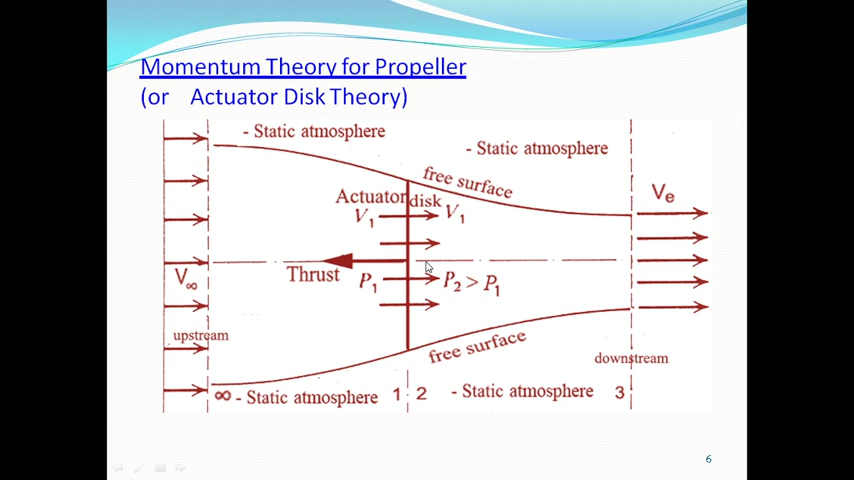 Momentum Theory for Propeller
(or Actuator Disk Theory)
- Static atmosphere
- Static atmosphere
free surface
Actuator disk
V₁ V₁
Vₑ
Thrust
V∞
P₁ P₂ > P₁
upstream
free surface
downstream
∞ - Static atmosphere 1 2 - Static atmosphere 3
6